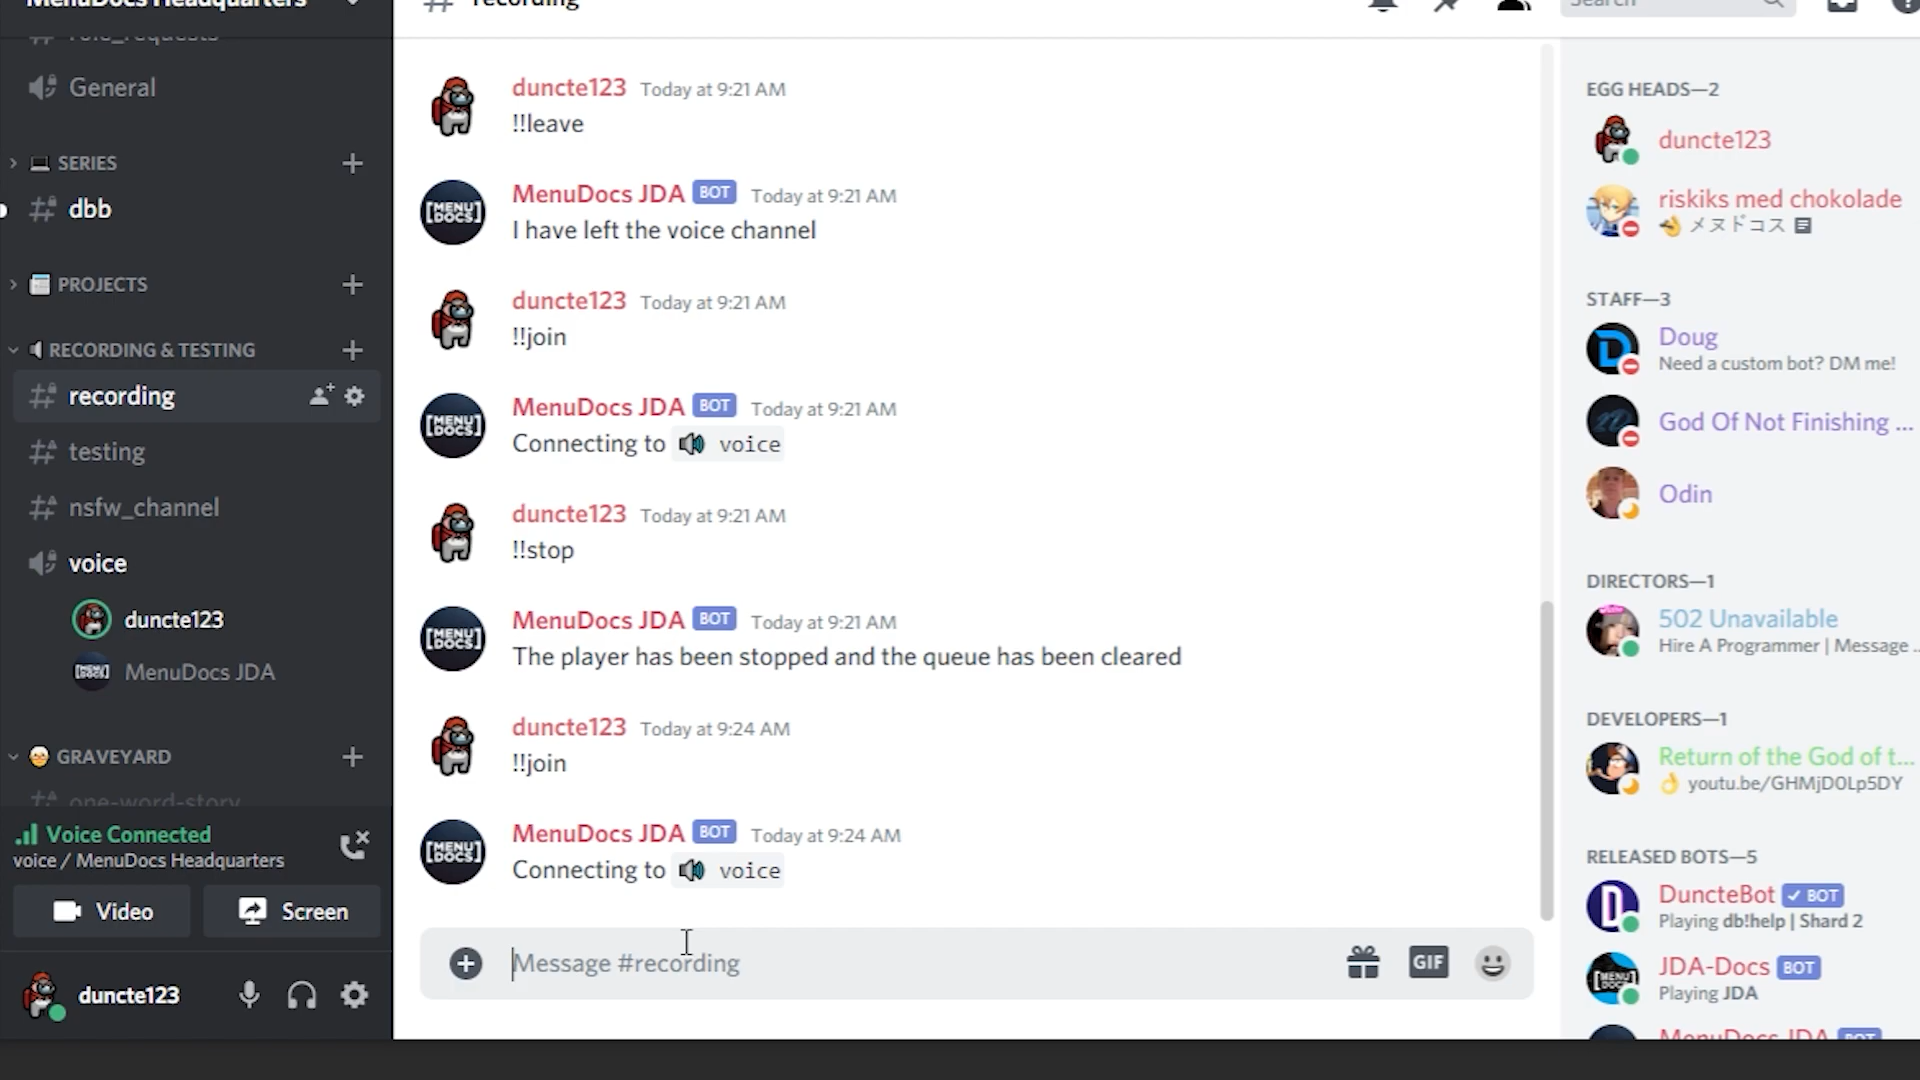 MenuDocs Headquarters
role_requests
General
SERIES
dbb
PROJECTS
RECORDING & TESTING
recording
testing
nsfw_channel
voice
duncte123
MenuDocs JDA
GRAVEYARD
one-word-story
Voice Connected
voice / MenuDocs Headquarters
Video
Screen
duncte123
recording
duncte123 Today at 9:21 AM
!!leave
MenuDocs JDA BOT Today at 9:21 AM
I have left the voice channel
duncte123 Today at 9:21 AM
!!join
MenuDocs JDA BOT Today at 9:21 AM
Connecting to voice
duncte123 Today at 9:21 AM
!!stop
MenuDocs JDA BOT Today at 9:21 AM
The player has been stopped and the queue has been cleared
duncte123 Today at 9:24 AM
!!join
MenuDocs JDA BOT Today at 9:24 AM
Connecting to voice
Message #recording
GIF
Search
EGG HEADS—2
duncte123
riskiks med chokolade
メヌドコス
STAFF—3
Doug
Need a custom bot? DM me!
God Of Not Finishing ...
Odin
DIRECTORS—1
502 Unavailable
Hire A Programmer | Message ...
DEVELOPERS—1
Return of the God of t...
youtu.be/GHMjD0Lp5DY
RELEASED BOTS—5
DuncteBot BOT
Playing db!help | Shard 2
JDA-Docs BOT
Playing JDA
MenuDocs JDA BOT